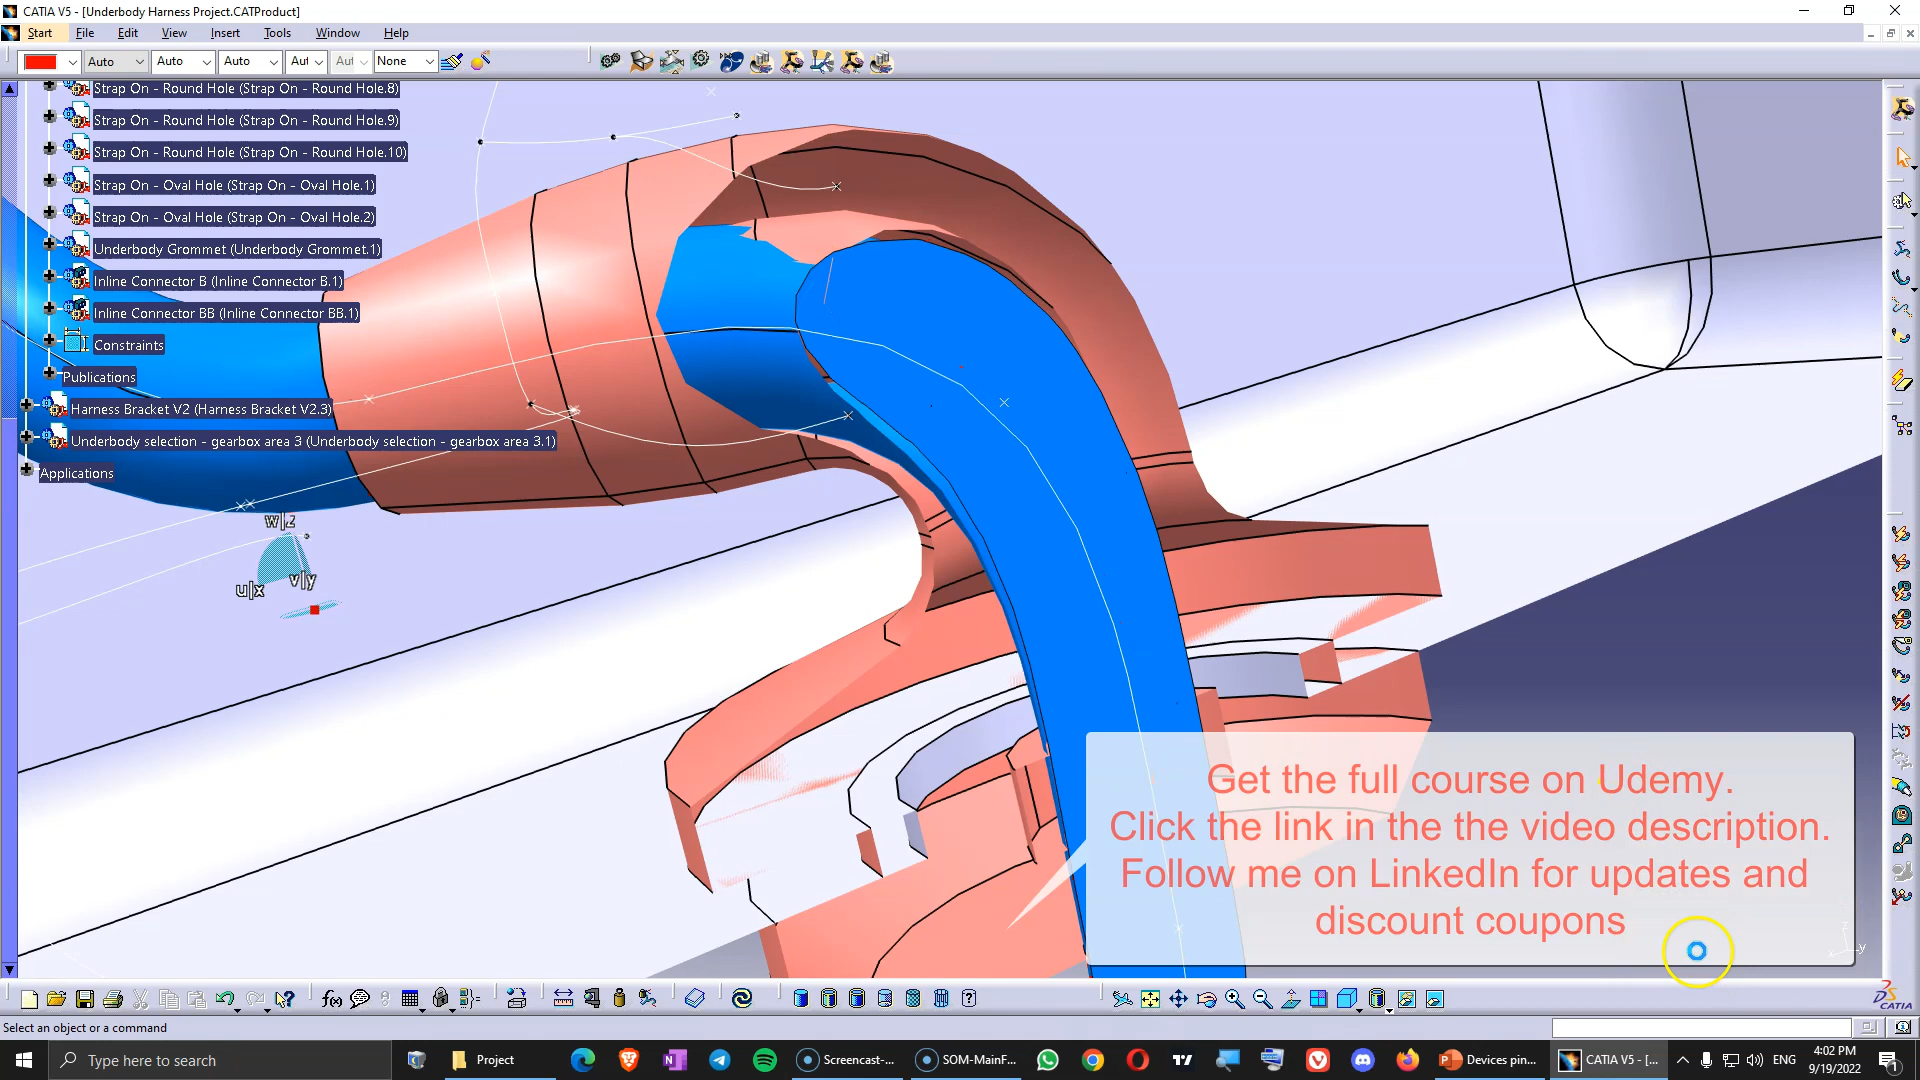 CATIA V5 - [Underbody Harness Project.CATProduct]
Start File Edit View Insert Tools Window Help
Auto Auto Auto Aut Aut None
Strap On - Round Hole (Strap On - Round Hole.8)
Strap On - Round Hole (Strap On - Round Hole.9)
Strap On - Round Hole (Strap On - Round Hole.10)
Strap On - Oval Hole (Strap On - Oval Hole.1)
Strap On - Oval Hole (Strap On - Oval Hole.2)
Underbody Grommet (Underbody Grommet.1)
Inline Connector B (Inline Connector B.1)
Inline Connector BB (Inline Connector BB.1)
Constraints
Publications
Harness Bracket V2 (Harness Bracket V2.3)
Underbody selection - gearbox area 3 (Underbody selection - gearbox area 3.1)
Applications
w|z
u|x
v|y
Get the full course on Udemy.
Click the link in the the video description.
Follow me on LinkedIn for updates and
discount coupons
y
f(x)
CATIA
Select an object or a command
Type here to search
Project
Screencast-...
SOM-MainF...
Devices pin...
CATIA V5 - [...
ENG
4:02 PM
9/19/2022